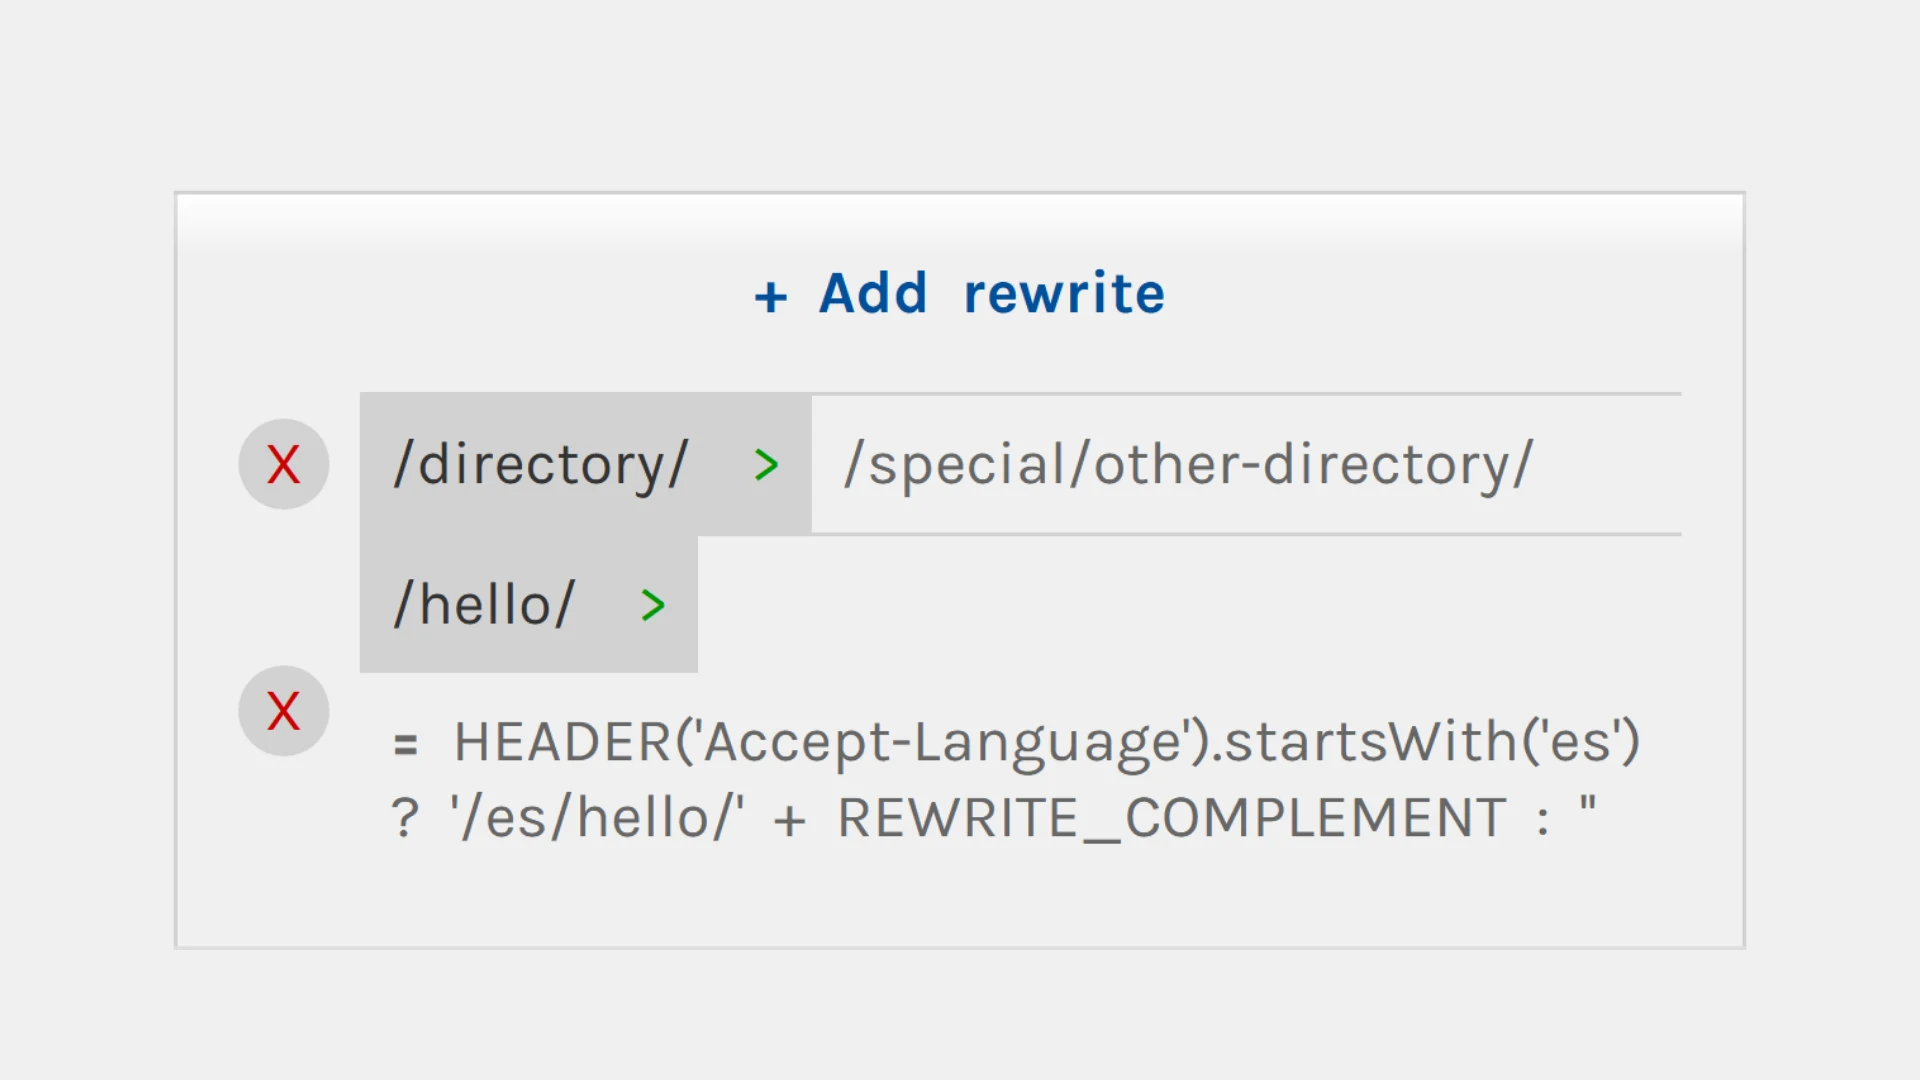 + Add rewrite
X /directory/ > /special/other-directory/
/hello/ >
X
= HEADER('Accept-Language').startsWith('es')
? '/es/hello/' + REWRITE_COMPLEMENT : ''